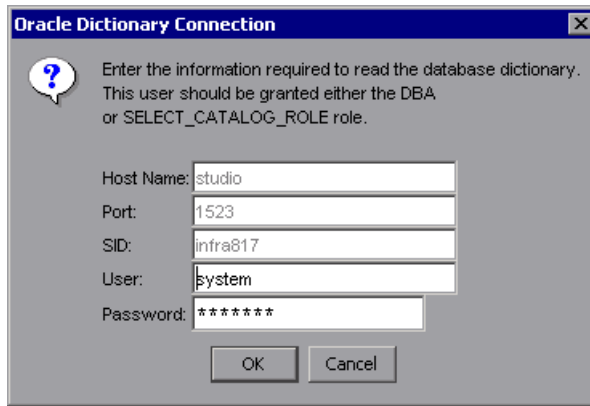 Oracle Dictionary Connection
?
Enter the information required to read the database dictionary.
This user should be granted either the DBA
or SELECT_CATALOG_ROLE role.
Host Name: studio
Port: 1523
SID: infra817
User: system
Password: *******
OK Cancel